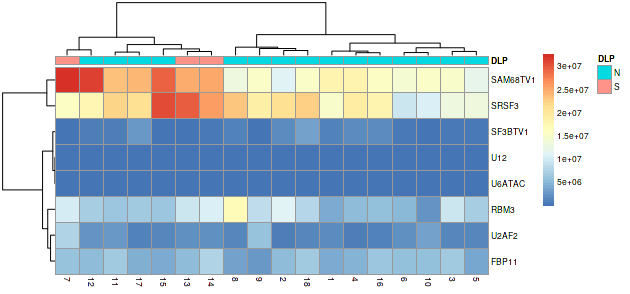 DLP
SAM68TV1
SRSF3
SF3BTV1
U12
U6ATAC
RBM3
U2AF2
FBP11
7 12 11 17 15 13 14 8 9 2 18 1 4 16 6 10 3 5
3e+07
2.5e+07
2e+07
1.5e+07
1e+07
5e+06
DLP
N
S